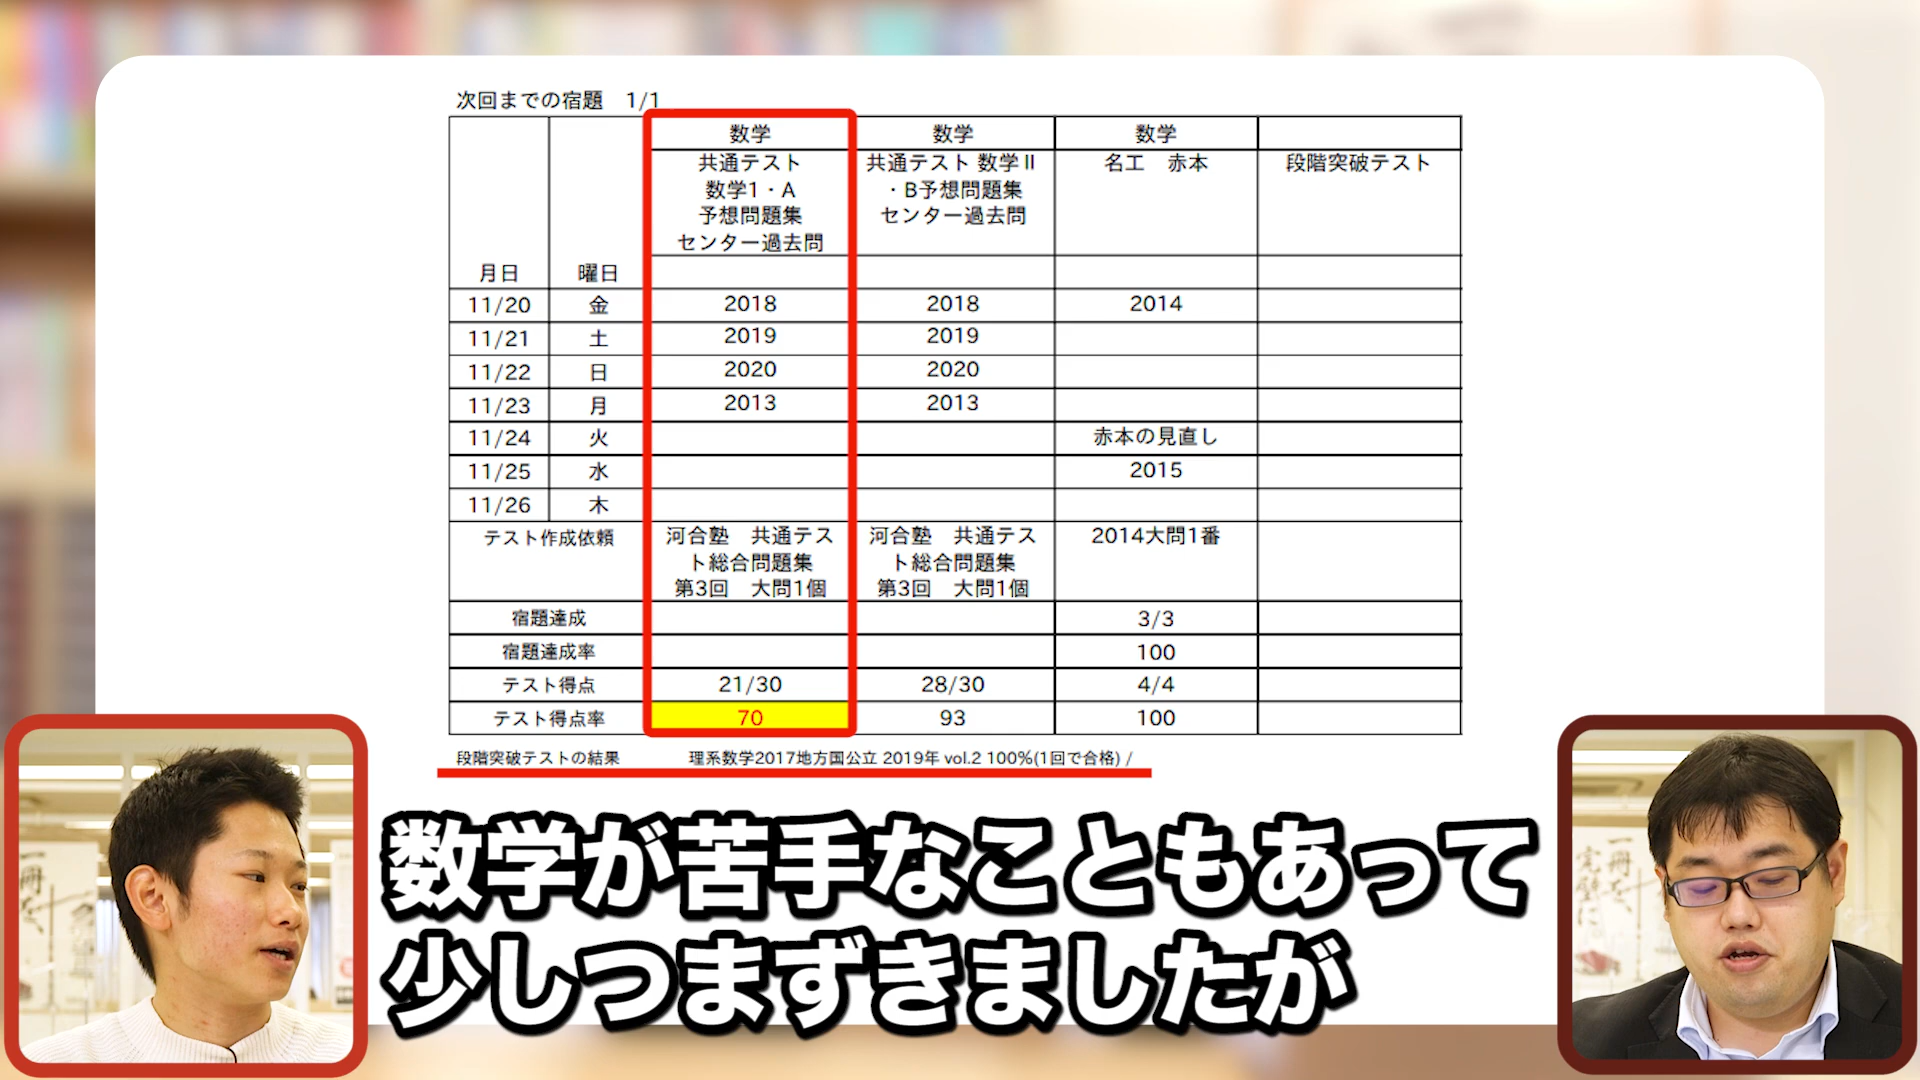 次回までの宿題 1/1
月日 曜日
数学 数学 数学
共通テスト
数学1・A
予想問題集
センター過去問
共通テスト 数学Ⅱ
・B予想問題集
センター過去問
名工 赤本
段階突破テスト
11/20 金 2018 2018 2014
11/21 土 2019 2019
11/22 日 2020 2020
11/23 月 2013 2013
11/24 火 赤本の見直し
11/25 水 2015
11/26 木
テスト作成依頼
河合塾 共通テス
ト総合問題集
第3回 大問1個
河合塾 共通テス
ト総合問題集
第3回 大問1個
2014大問1番
宿題達成 3/3
宿題達成率 100
テスト得点 21/30 28/30 4/4
テスト得点率 70 93 100
段階突破テストの結果 理系数学2017地方国公立 2019年 vol.2 100%(1回で合格) /
数学が苦手なこともあって
少しつまずきましたが